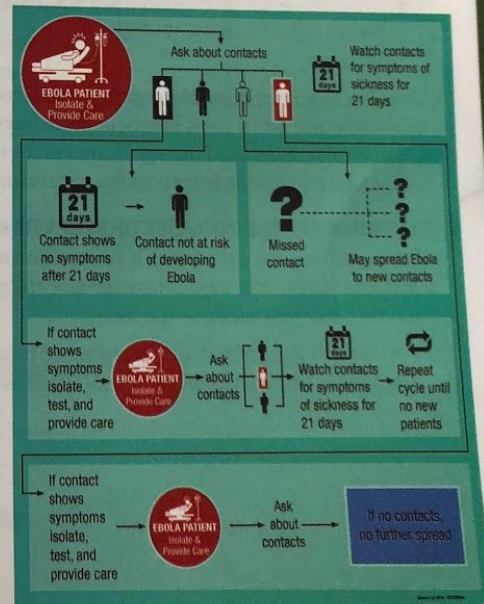 Ask about contacts
EBOLA PATIENT
Isolate &
Provide Care
21
days
Watch contacts
for symptoms of
sickness for
21 days
21
days
Contact shows
no symptoms
after 21 days
Contact not at risk
of developing
Ebola
?
Missed
contact
?
?
?
May spread Ebola
to new contacts
If contact
shows
symptoms
isolate,
test, and
provide care
EBOLA PATIENT
Isolate &
Provide Care
Ask
about
contacts
21
days
Watch contacts
for symptoms
of sickness for
21 days
Repeat
cycle until
no new
patients
If contact
shows
symptoms
isolate,
test, and
provide care
EBOLA PATIENT
Isolate &
Provide Care
Ask
about
contacts
If no contacts,
no further spread